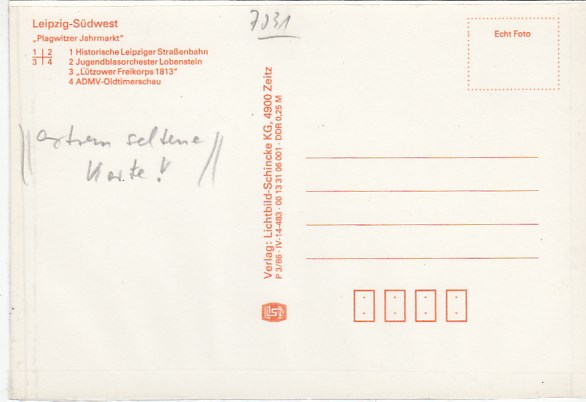 Leipzig-Südwest
„Plagwitzer Jahrmarkt“
1 2
3 4
1 Historische Leipziger Straßenbahn
2 Jugendblasorchester Lobenstein
3 „Lützower Freikorps 1813“
4 ADMV-Oldtimerschau
7031
Echt Foto
extrem seltene
Karte!
Verlag: Lichtbild-Schincke KG, 4900 Zeitz
P 3/86 · IV-14-483 · 00 13 31 06 001 · DDR 0,25 M